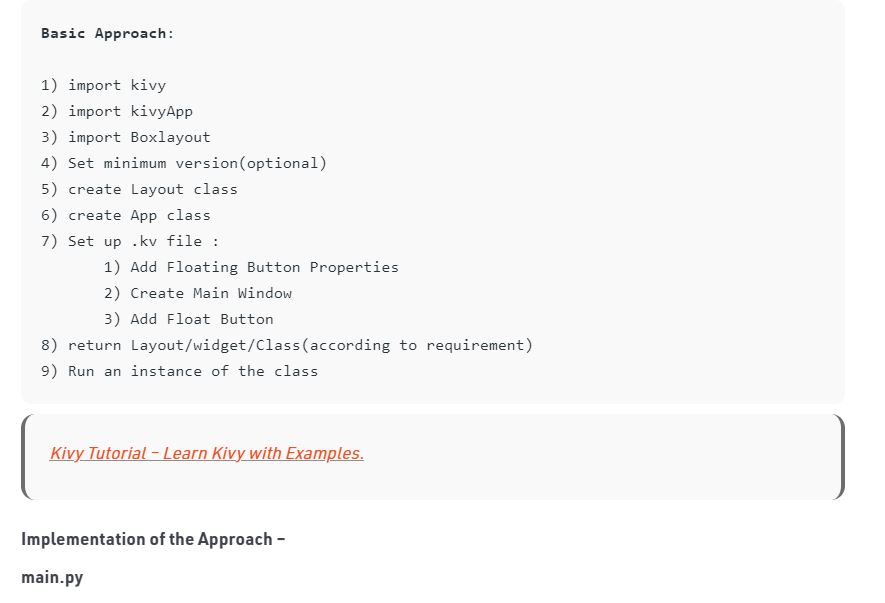 Basic Approach:
1) import kivy
2) import kivyApp
3) import Boxlayout
4) Set minimum version(optional)
5) create Layout class
6) create App class
7) Set up .kv file :
1) Add Floating Button Properties
2) Create Main Window
3) Add Float Button
8) return Layout/widget/Class(according to requirement)
9) Run an instance of the class
Kivy Tutorial – Learn Kivy with Examples.
Implementation of the Approach –
main.py